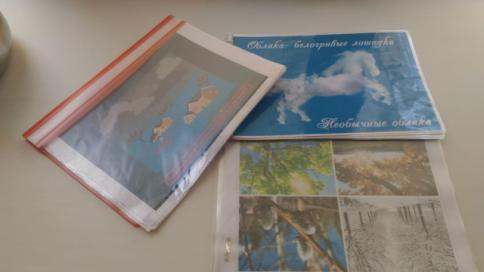 Облака- белогривые лошадки
Необычные облака